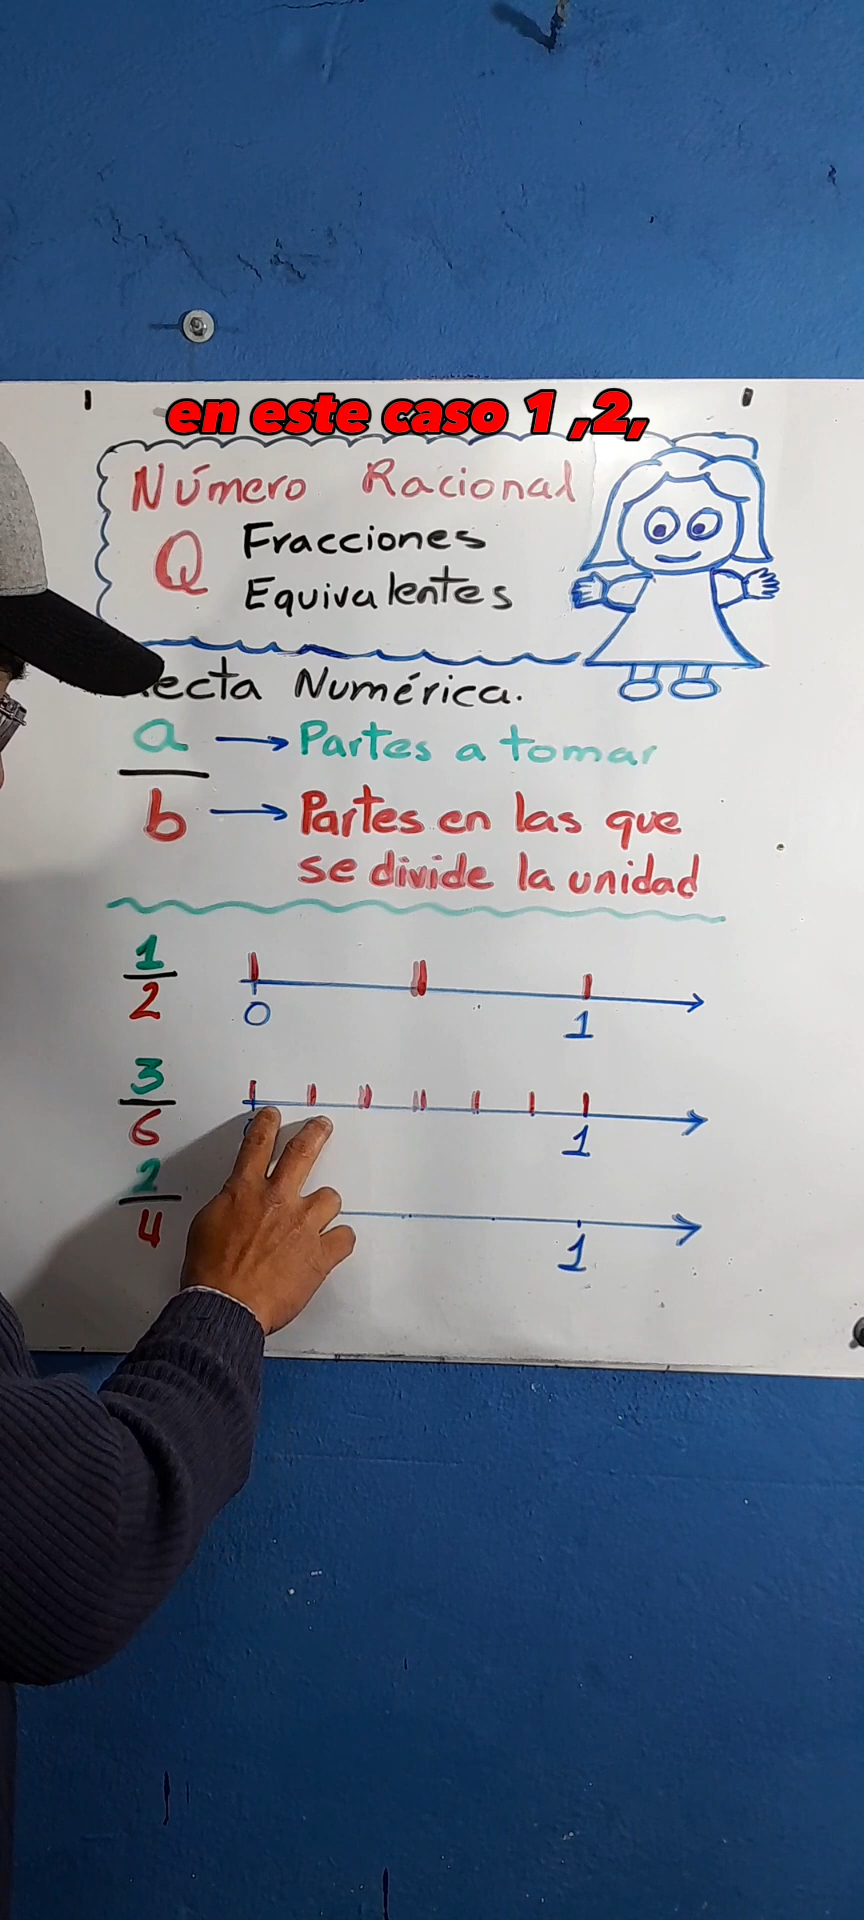 en este caso 1 ,2,
Número Racional
Q Fracciones
Equivalentes
Numérica.
a → Partes a tomar
b → Partes en las que
se divide la unidad
1/2
0 1
3/6
1
2/4
1